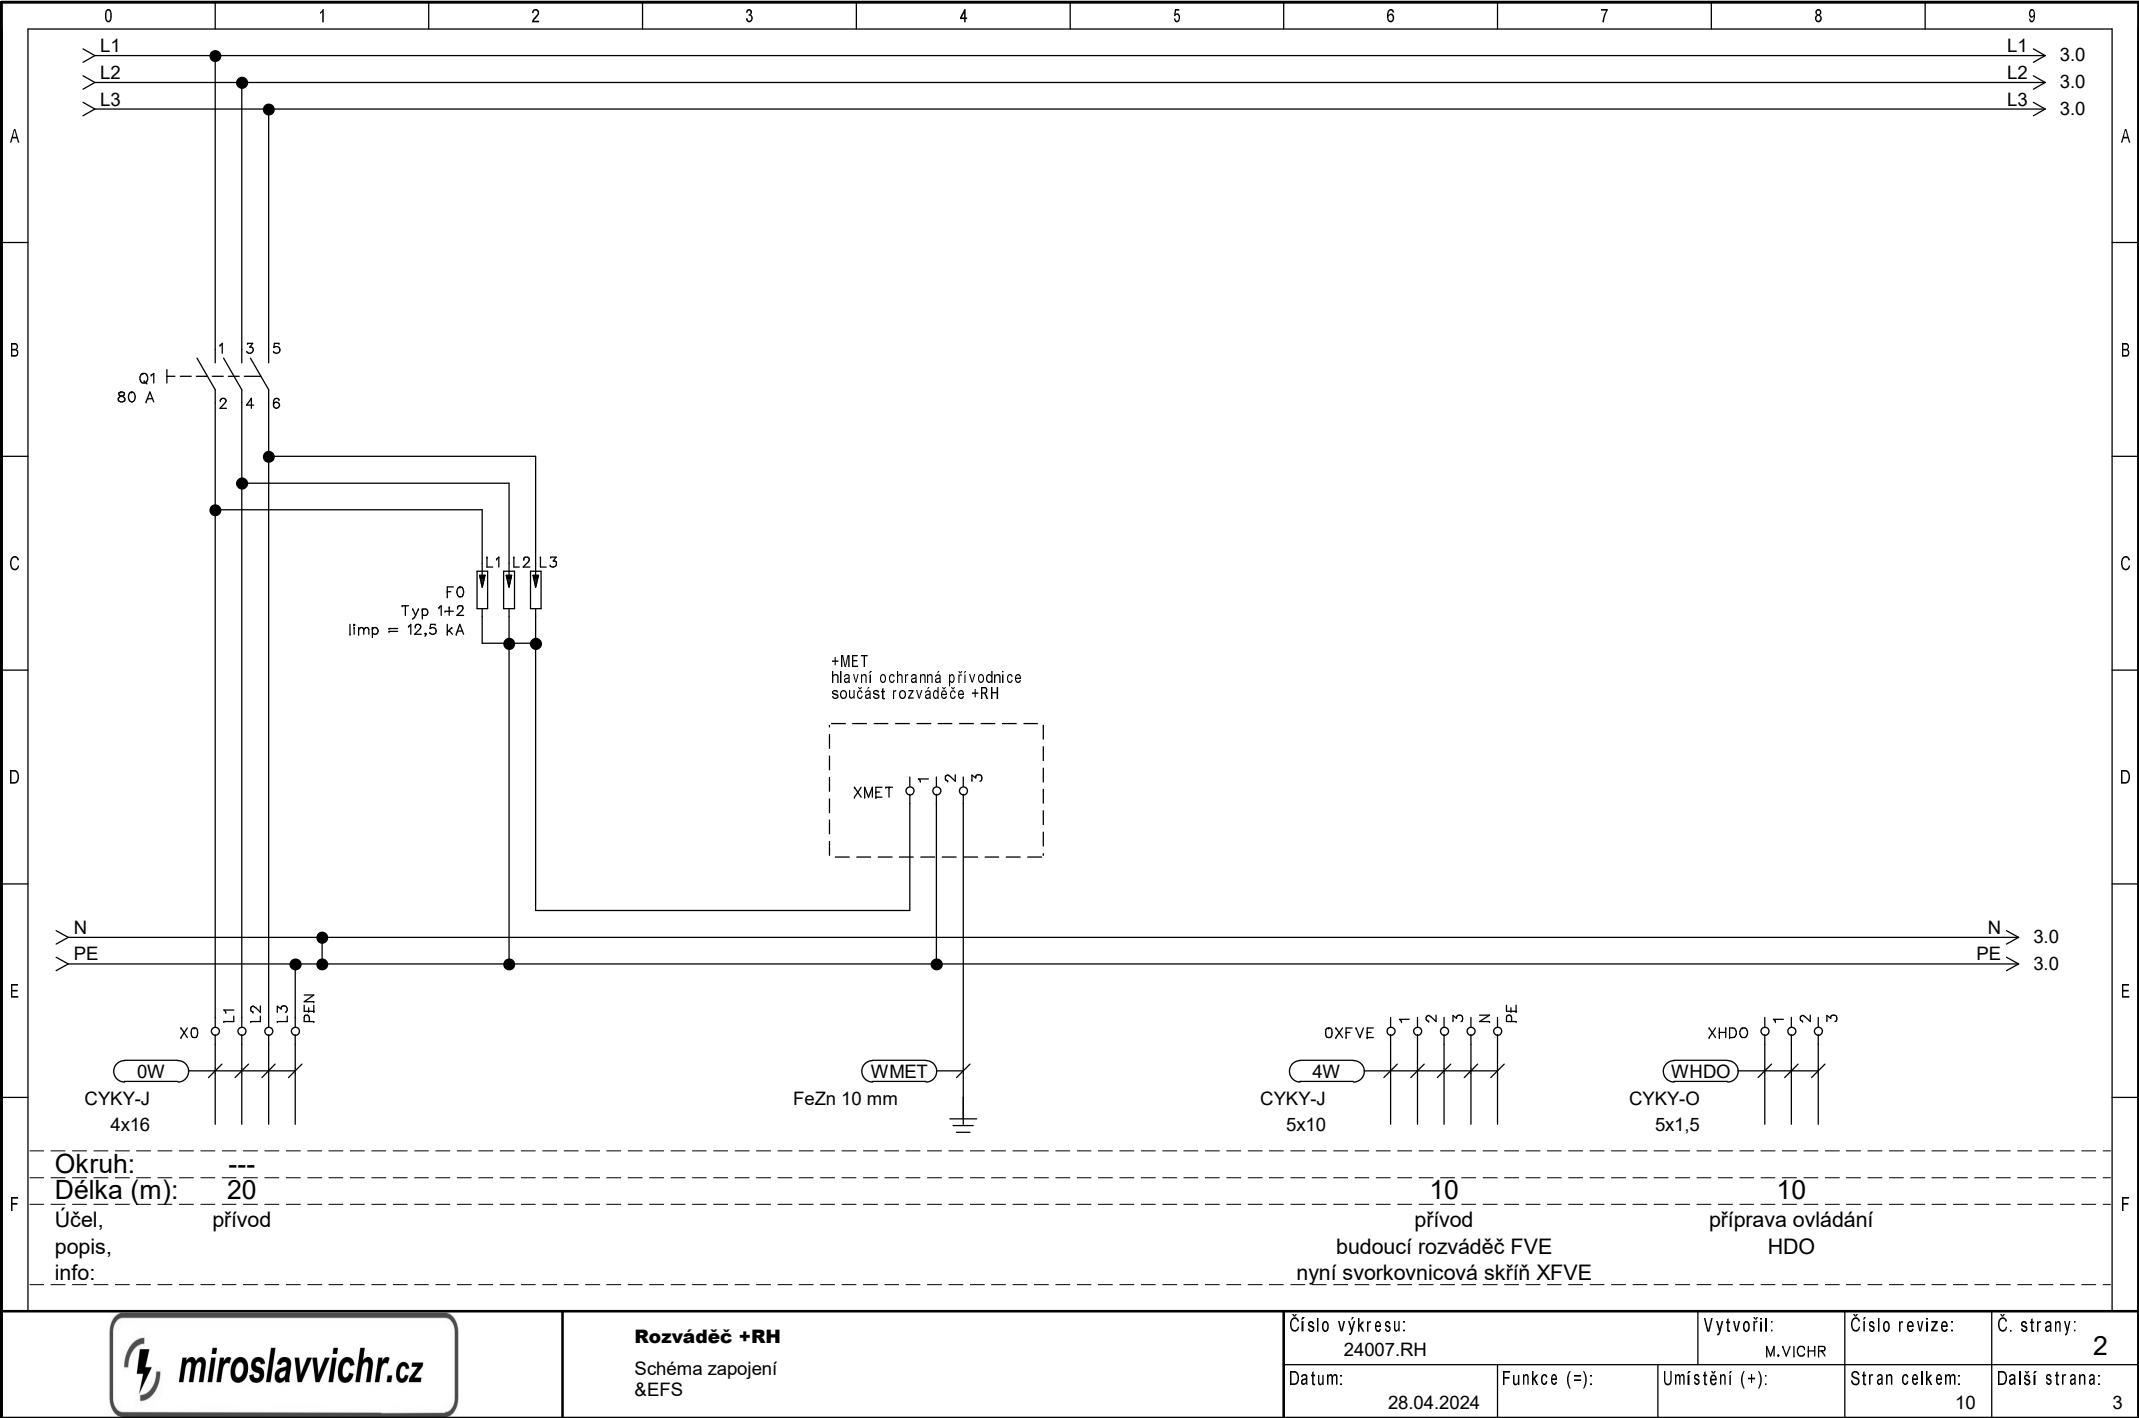 0 1 2 3 4 5 6 7 8 9
L1 L1 3.0
L2 L2 3.0
L3 L3 3.0
A A
B B
1 3 5
Q1
80 A
2 4 6
C C
L1 L2 L3
F0
Typ 1+2
Iimp = 12,5 kA
+MET
hlavní ochranná přívodnice
součást rozváděče +RH
D D
XMET 1 2 3
N N 3.0
PE PE 3.0
E E
X0 L1 L2 L3 PEN
0XFVE 1 2 3 N PE
XHDO 1 2 3
0W WMET 4W WHDO
CYKY-J FeZn 10 mm CYKY-J CYKY-O
4x16 5x10 5x1,5
Okruh: ---
Délka (m): 20 10 10
F F
Účel, přívod přívod příprava ovládání
popis, budoucí rozváděč FVE HDO
info: nyní svorkovnicová skříň XFVE
miroslavvichr.cz
Rozváděč +RH
Schéma zapojení
&EFS
Číslo výkresu: Vytvořil: Číslo revize: Č. strany:
24007.RH M.VICHR 2
Datum: Funkce (=): Umístění (+): Stran celkem: Další strana:
28.04.2024 10 3